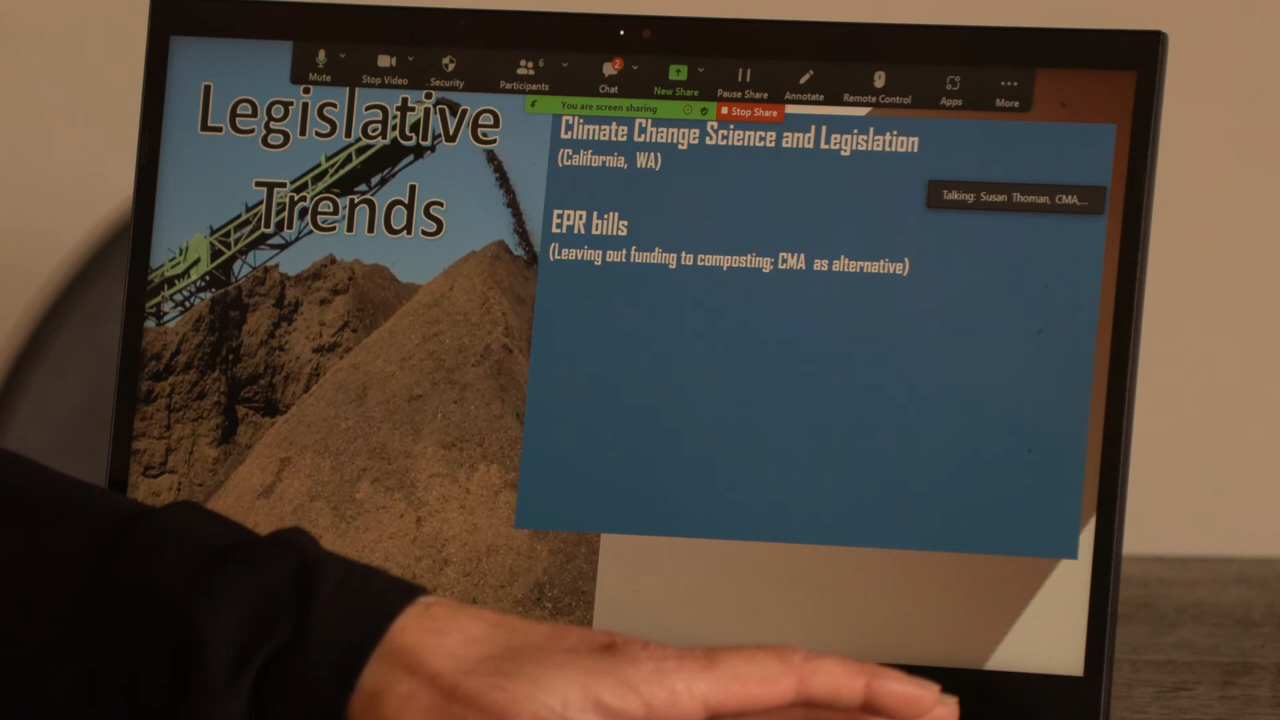 Mute
Stop Video
Security
Participants
6
Chat
2
New Share
Pause Share
Annotate
Remote Control
Apps
More
You are screen sharing
Stop Share
Legislative
Trends
Climate Change Science and Legislation
(California, WA)
Talking: Susan Thoman, CMA,...
EPR bills
(Leaving out funding to composting; CMA as alternative)